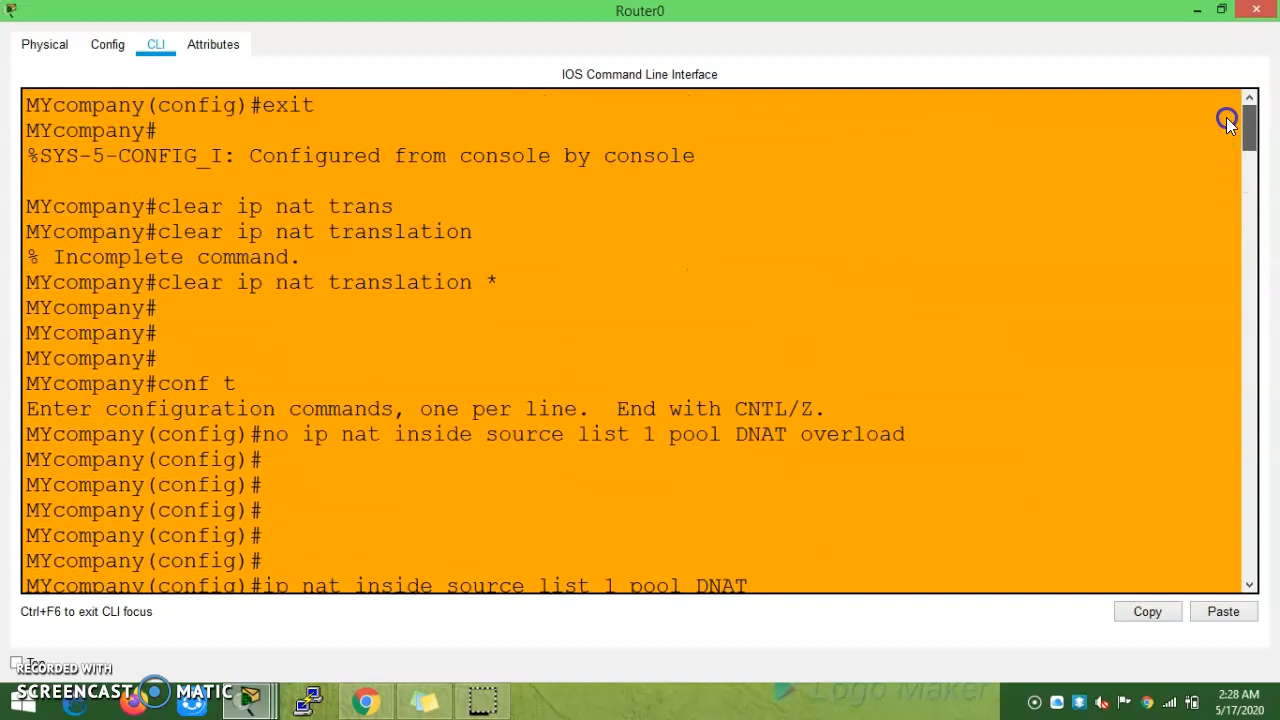 Router0
Physical Config CLI Attributes
IOS Command Line Interface
MYcompany(config)#exit
MYcompany#
%SYS-5-CONFIG_I: Configured from console by console
MYcompany#clear ip nat trans
MYcompany#clear ip nat translation
% Incomplete command.
MYcompany#clear ip nat translation *
MYcompany#
MYcompany#
MYcompany#
MYcompany#conf t
Enter configuration commands, one per line.  End with CNTL/Z.
MYcompany(config)#no ip nat inside source list 1 pool DNAT overload
MYcompany(config)#
MYcompany(config)#
MYcompany(config)#
MYcompany(config)#
MYcompany(config)#
MYcompany(config)#ip nat inside source list 1 pool DNAT
Ctrl+F6 to exit CLI focus
Copy Paste
Top
RECORDED WITH
SCREENCAST MATIC
Logo Maker
2:28 AM
5/17/2020